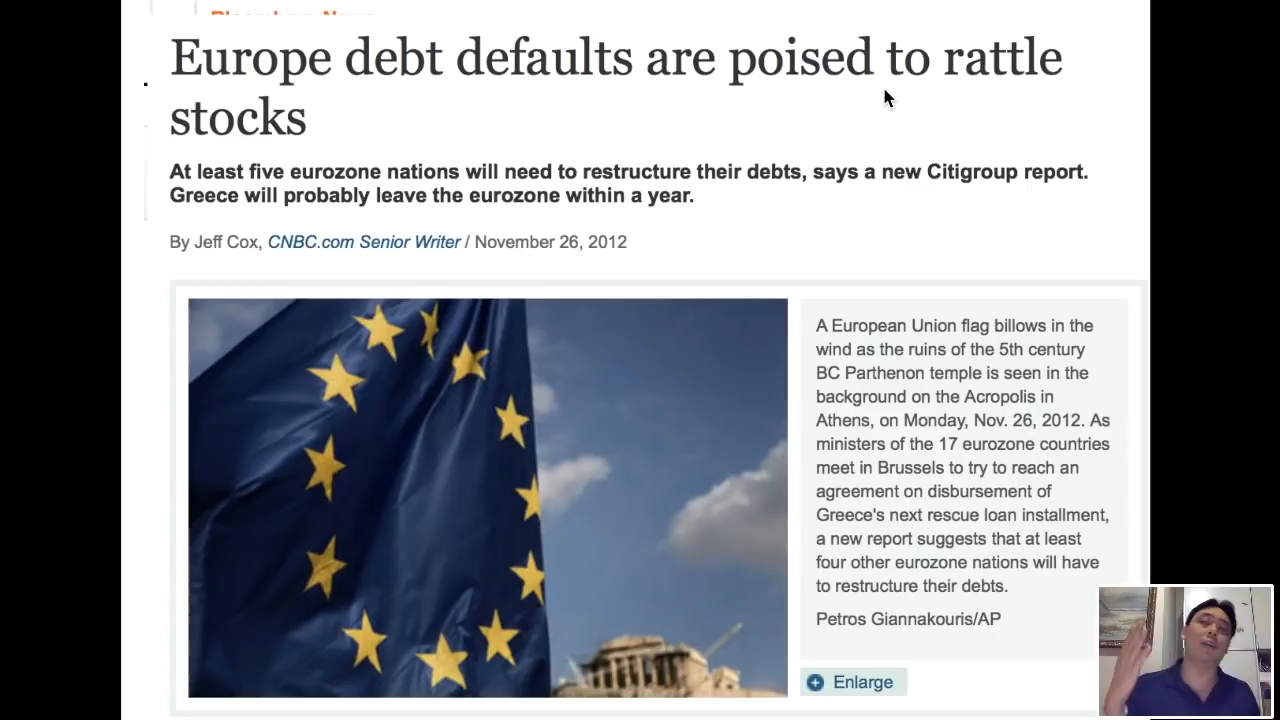 Europe debt defaults are poised to rattle
stocks
At least five eurozone nations will need to restructure their debts, says a new Citigroup report.
Greece will probably leave the eurozone within a year.
By Jeff Cox, CNBC.com Senior Writer / November 26, 2012
A European Union flag billows in the
wind as the ruins of the 5th century
BC Parthenon temple is seen in the
background on the Acropolis in
Athens, on Monday, Nov. 26, 2012. As
ministers of the 17 eurozone countries
meet in Brussels to try to reach an
agreement on disbursement of
Greece's next rescue loan installment,
a new report suggests that at least
four other eurozone nations will have
to restructure their debts.
Petros Giannakouris/AP
Enlarge